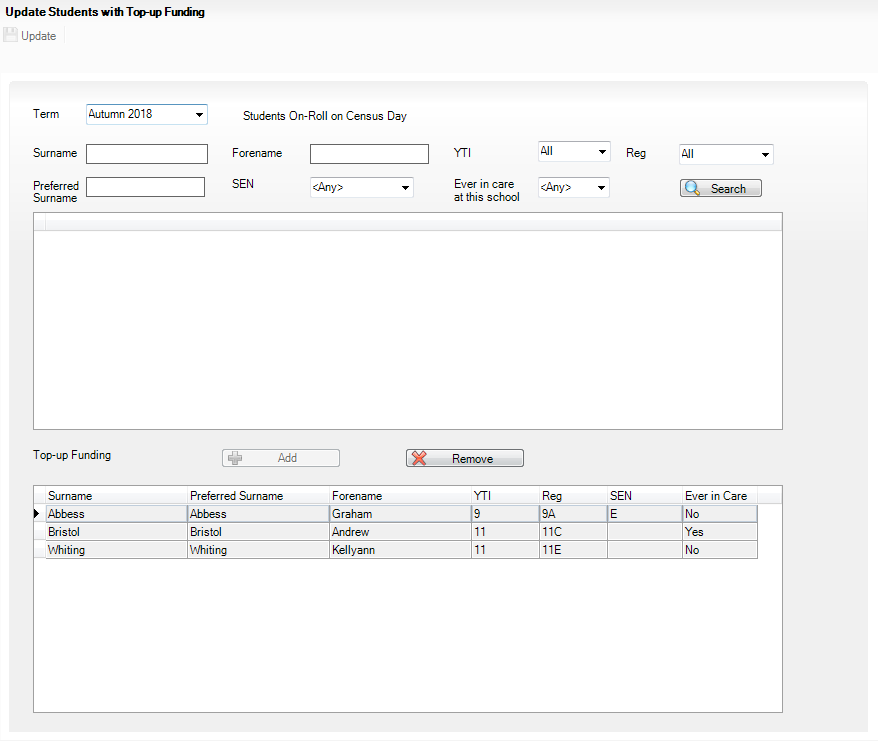 Update Students with Top-up Funding
Update
Term Autumn 2018 Students On-Roll on Census Day
Surname Forename YTI All Reg All
Preferred Surname SEN <Any> Ever in care at this school <Any> Search
Top-up Funding Add Remove
Surname Preferred Surname Forename YTI Reg SEN Ever in Care
Abbess Abbess Graham 9 9A E No
Bristol Bristol Andrew 11 11C Yes
Whiting Whiting Kellyann 11 11E No